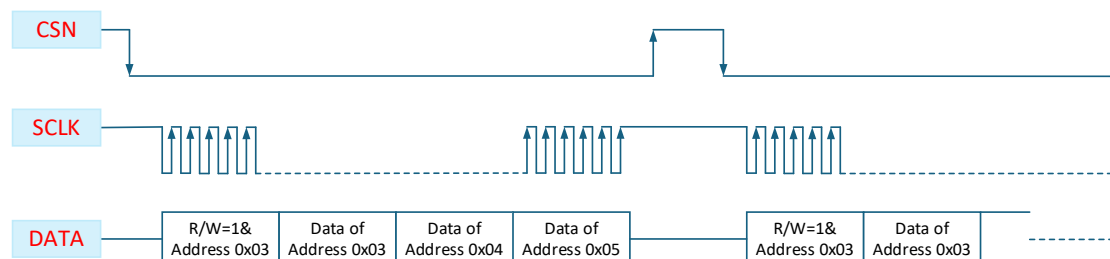 CSN
SCLK
DATA
R/W=1&
Address 0x03
Data of
Address 0x03
Data of
Address 0x04
Data of
Address 0x05
R/W=1&
Address 0x03
Data of
Address 0x03